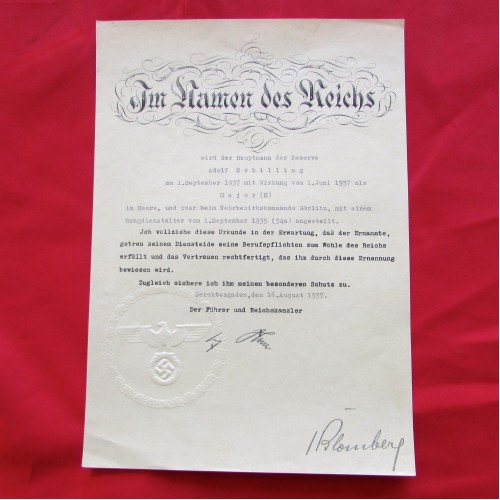 Im Namen des Reichs
wird der Hauptmann der Reserve
Adolf Schilling
am 1.September 1937 mit Wirkung vom 1.Juni 1937 als
Major (E)
im Heere, und zwar beim Wehrbezirkskommando Görlitz, mit einem
Rangdienstalter vom 1.September 1935 (34a) angestellt.
Ich vollziehe diese Urkunde in der Erwartung, daß der Ernannte,
getreu seinem Diensteide seine Berufspflichten zum Wohle des Reichs
erfüllt und das Vertrauen rechtfertigt, das ihm durch diese Ernennung
bewiesen wird.
Zugleich sichere ich ihm meinen besonderen Schutz zu.
Berchtesgaden, den 16.August 1937.
Der Führer und Reichskanzler
Blomberg